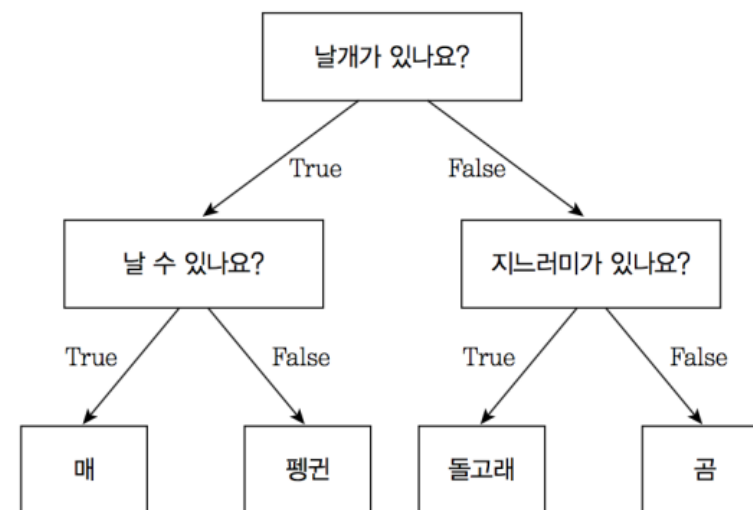 날개가 있나요?
True
False
날 수 있나요?
지느러미가 있나요?
True
False
True
False
매
펭귄
돌고래
곰